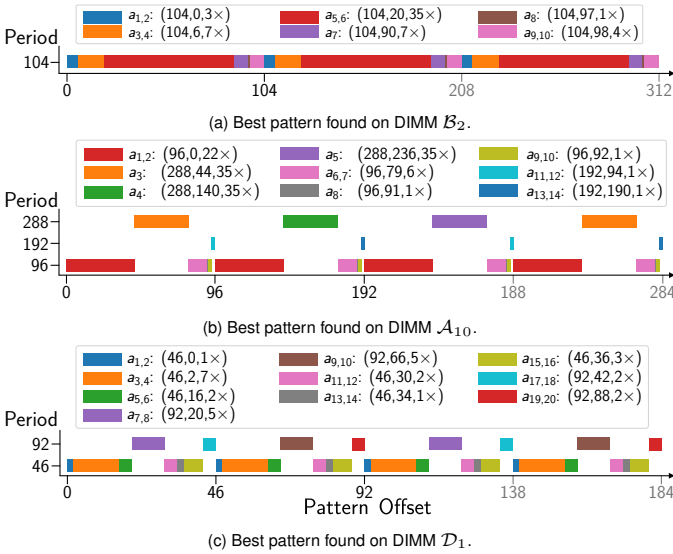 a1,2: (104,0,3×) a5,6: (104,20,35×) a8: (104,97,1×)
a3,4: (104,6,7×) a7: (104,90,7×) a9,10: (104,98,4×)
Period
104
0 104 208 312
(a) Best pattern found on DIMM B2.
a1,2: (96,0,22×) a5: (288,236,35×) a9,10: (96,92,1×)
a3: (288,44,35×) a6,7: (96,79,6×) a11,12: (192,94,1×)
a4: (288,140,35×) a8: (96,91,1×) a13,14: (192,190,1×)
Period
288
192
96
0 96 192 188 284
(b) Best pattern found on DIMM A10.
a1,2: (46,0,1×) a9,10: (92,66,5×) a15,16: (46,36,3×)
a3,4: (46,2,7×) a11,12: (46,30,2×) a17,18: (92,42,2×)
a5,6: (46,16,2×) a13,14: (46,34,1×) a19,20: (92,88,2×)
a7,8: (92,20,5×)
Period
92
46
0 46 92 138 184
Pattern Offset
(c) Best pattern found on DIMM D1.